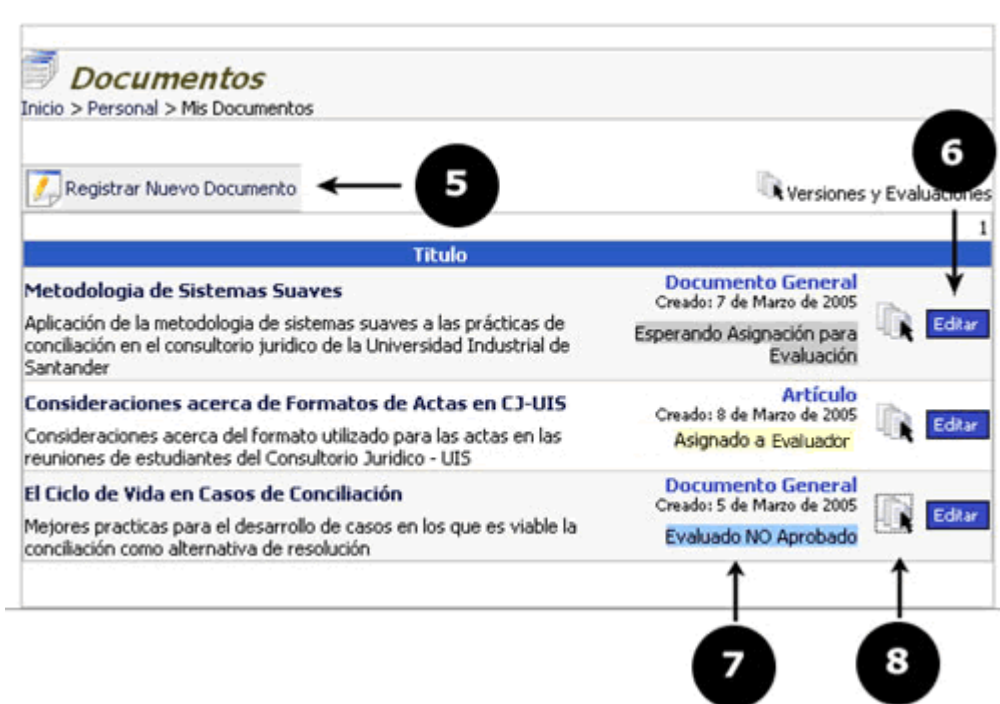 Documentos
Inicio > Personal > Mis Documentos
6
Registrar Nuevo Documento
5
Versiones y Evaluaciones
1
Titulo
Metodologia de Sistemas Suaves
Documento General
Creado: 7 de Marzo de 2005
Aplicación de la metodologia de sistemas suaves a las prácticas de
conciliación en el consultorio juridico de la Universidad Industrial de
Santander
Esperando Asignación para
Evaluación
Editar
Consideraciones acerca de Formatos de Actas en CJ-UIS
Artículo
Creado: 8 de Marzo de 2005
Consideraciones acerca del formato utilizado para las actas en las
reuniones de estudiantes del Consultorio Juridico - UIS
Asignado a Evaluador
Editar
El Ciclo de Vida en Casos de Conciliación
Documento General
Creado: 5 de Marzo de 2005
Mejores practicas para el desarrollo de casos en los que es viable la
conciliación como alternativa de resolución
Evaluado NO Aprobado
Editar
7
8